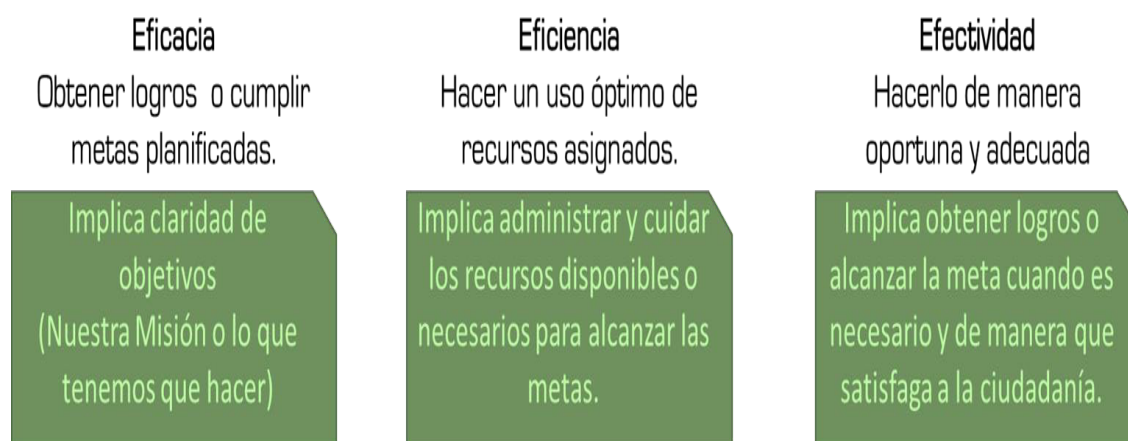 Eficacia
Obtener logros o cumplir
metas planificadas.
Implica claridad de
objetivos
(Nuestra Misión o lo que
tenemos que hacer)
Eficiencia
Hacer un uso óptimo de
recursos asignados.
Implica administrar y cuidar
los recursos disponibles o
necesarios para alcanzar las
metas.
Efectividad
Hacerlo de manera
oportuna y adecuada
Implica obtener logros o
alcanzar la meta cuando es
necesario y de manera que
satisfaga a la ciudadanía.